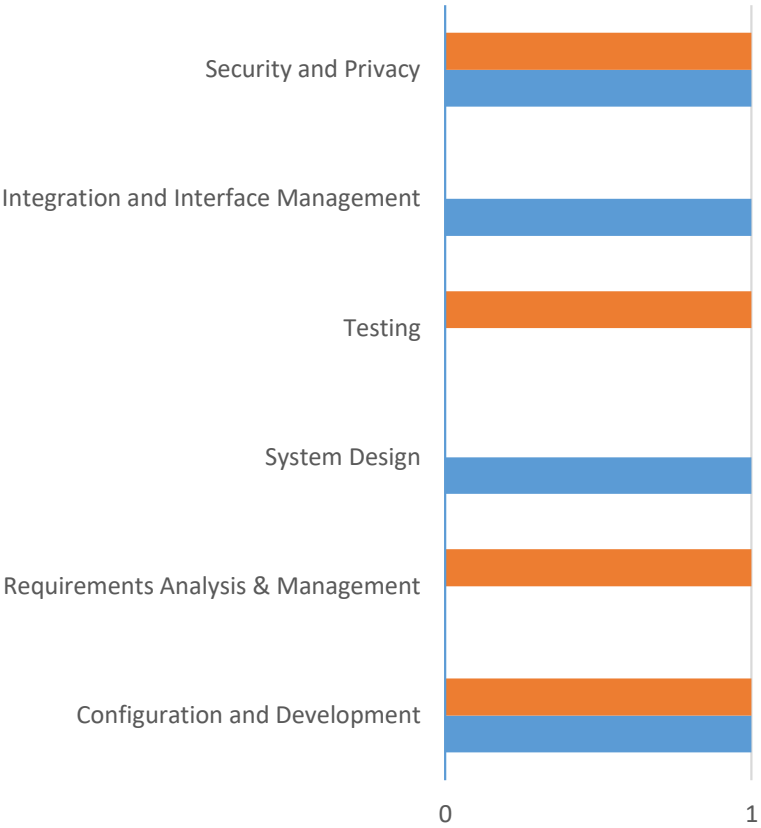 Security and Privacy
Integration and Interface Management
Testing
System Design
Requirements Analysis & Management
Configuration and Development
0 1